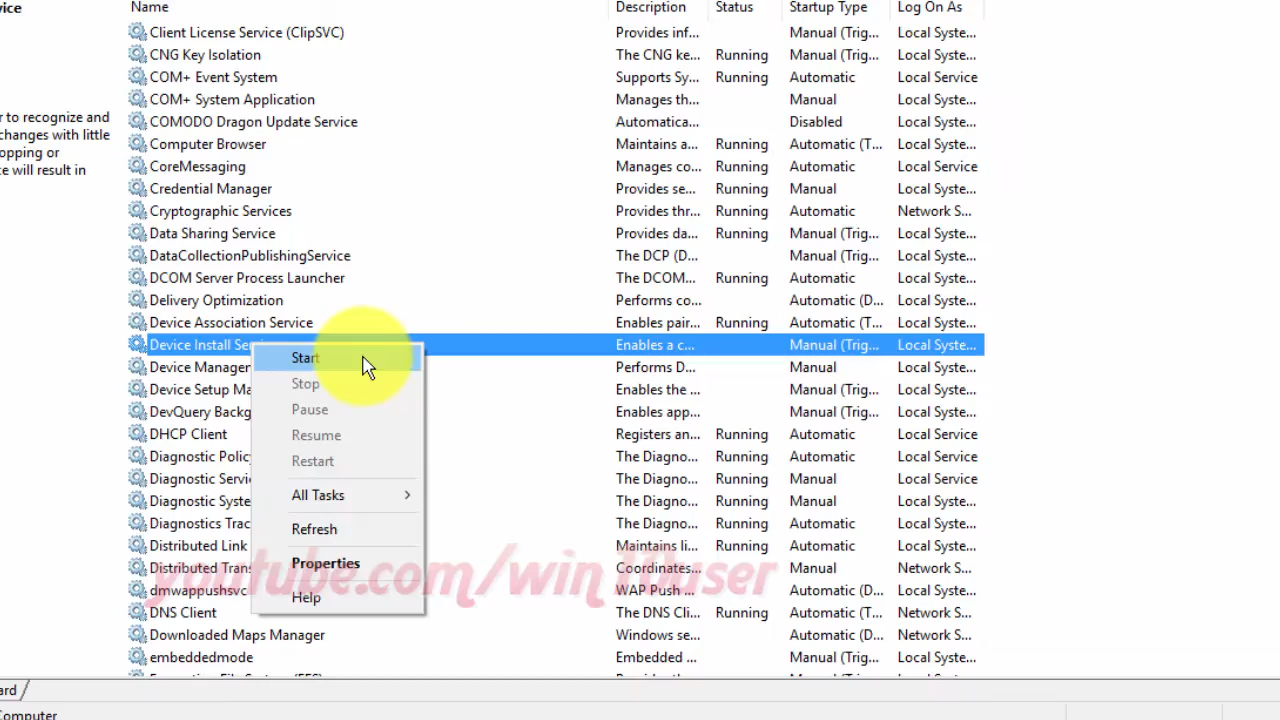 vice
Name Description Status Startup Type Log On As
Client License Service (ClipSVC) Provides inf... Manual (Trig... Local Syste...
CNG Key Isolation The CNG ke... Running Manual (Trig... Local Syste...
COM+ Event System Supports Sy... Running Automatic Local Service
COM+ System Application Manages th... Manual Local Syste...
r to recognize and
changes with little
opping or
e will result in
COMODO Dragon Update Service Automatica... Disabled Local Syste...
Computer Browser Maintains a... Running Automatic (T... Local Syste...
CoreMessaging Manages co... Running Automatic Local Service
Credential Manager Provides se... Running Manual Local Syste...
Cryptographic Services Provides thr... Running Automatic Network S...
Data Sharing Service Provides da... Running Manual (Trig... Local Syste...
DataCollectionPublishingService The DCP (D... Manual (Trig... Local Syste...
DCOM Server Process Launcher The DCOM... Running Automatic Local Syste...
Delivery Optimization Performs co... Automatic (D... Local Syste...
Device Association Service Enables pair... Running Automatic (T... Local Syste...
Device Install Ser Enables a c... Manual (Trig... Local Syste...
Device Manager Performs D... Manual Local Syste...
Device Setup Ma Enables the ... Manual (Trig... Local Syste...
DevQuery Backg Enables app... Manual (Trig... Local Syste...
DHCP Client Registers an... Running Automatic Local Service
Diagnostic Policy The Diagno... Running Automatic Local Service
Diagnostic Servi The Diagno... Running Manual Local Service
Diagnostic Syste The Diagno... Running Manual Local Syste...
Diagnostics Trac The Diagno... Running Automatic Local Syste...
Distributed Link Maintains li... Running Automatic Local Syste...
Distributed Trans Coordinates... Manual Network S...
dmwappushsvc WAP Push ... Automatic (D... Local Syste...
DNS Client The DNS Cli... Running Automatic (T... Network S...
Downloaded Maps Manager Windows se... Automatic (D... Network S...
embeddedmode Embedded ... Manual (Trig... Local Syste...
Start
Stop
Pause
Resume
Restart
All Tasks
Refresh
Properties
Help
youtube.com/win10user
ard
Computer